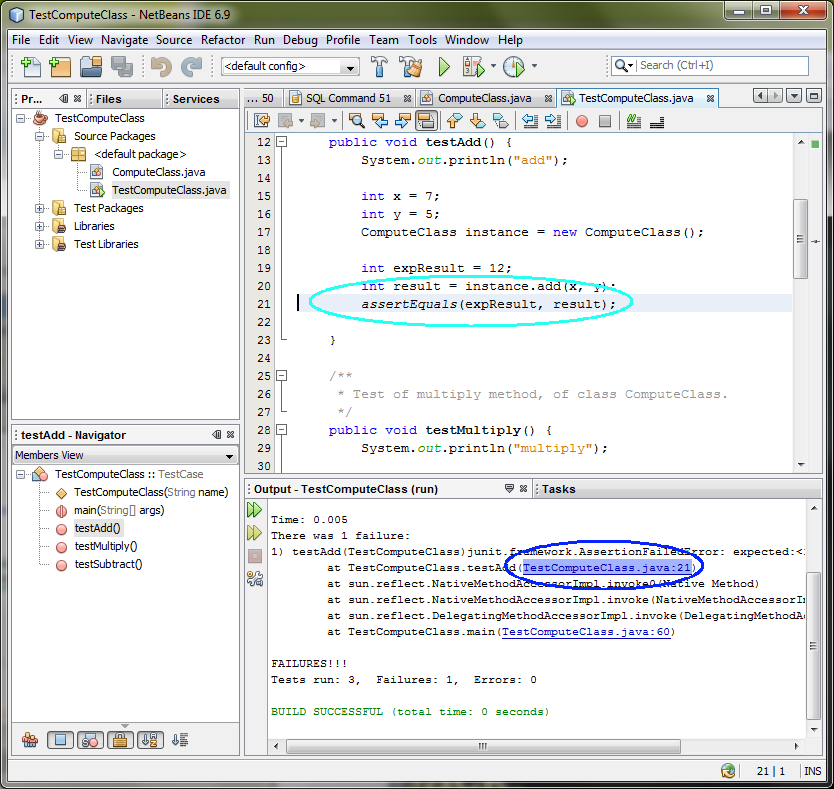 TestComputeClass - NetBeans IDE 6.9
File Edit View Navigate Source Refactor Run Debug Profile Team Tools Window Help
<default config>
Search (Ctrl+I)
Pr... Files Services
TestComputeClass
Source Packages
<default package>
ComputeClass.java
TestComputeClass.java
Test Packages
Libraries
Test Libraries
testAdd - Navigator
Members View
TestComputeClass :: TestCase
TestComputeClass(String name)
main(String[] args)
testAdd()
testMultiply()
testSubtract()
... 50 SQL Command 51 ComputeClass.java TestComputeClass.java
12 public void testAdd() {
13 System.out.println("add");
14
15 int x = 7;
16 int y = 5;
17 ComputeClass instance = new ComputeClass();
18
19 int expResult = 12;
20 int result = instance.add(x, y);
21 assertEquals(expResult, result);
22
23 }
24
25 /**
26 * Test of multiply method, of class ComputeClass.
27 */
28 public void testMultiply() {
29 System.out.println("multiply");
30
Output - TestComputeClass (run) Tasks
Time: 0.005
There was 1 failure:
1) testAdd(TestComputeClass)junit.framework.AssertionFailedError: expected:<
at TestComputeClass.testAdd(TestComputeClass.java:21)
at sun.reflect.NativeMethodAccessorImpl.invoke0(Native Method)
at sun.reflect.NativeMethodAccessorImpl.invoke(NativeMethodAccessorI
at sun.reflect.DelegatingMethodAccessorImpl.invoke(DelegatingMethodA
at TestComputeClass.main(TestComputeClass.java:60)
FAILURES!!!
Tests run: 3, Failures: 1, Errors: 0
BUILD SUCCESSFUL (total time: 0 seconds)
21 | 1 INS